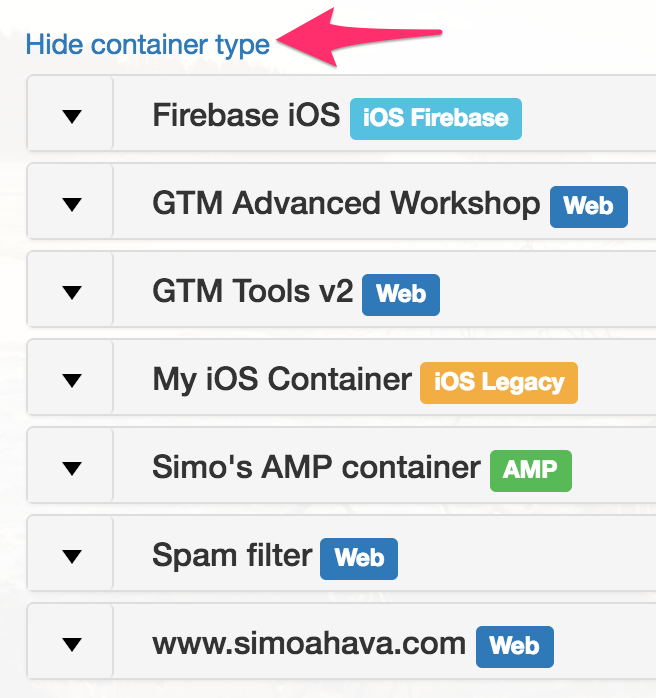 Hide container type
Firebase iOS iOS Firebase
GTM Advanced Workshop Web
GTM Tools v2 Web
My iOS Container iOS Legacy
Simo's AMP container AMP
Spam filter Web
www.simoahava.com Web